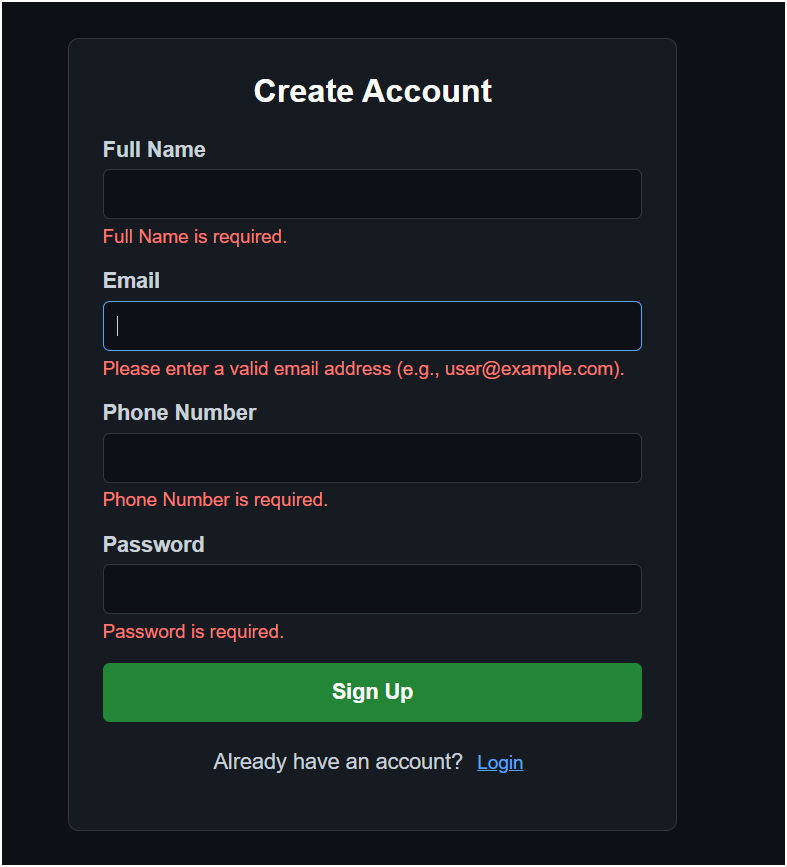 Create Account
Full Name
Full Name is required.
Email
Please enter a valid email address (e.g., user@example.com).
Phone Number
Phone Number is required.
Password
Password is required.
Sign Up
Already have an account? Login